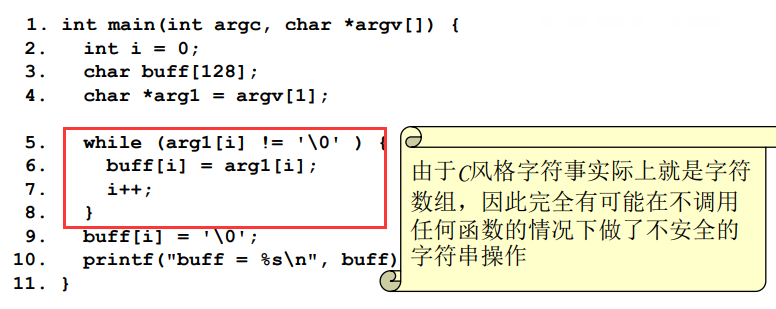 1. int main(int argc, char *argv[]) {
2. int i = 0;
3. char buff[128];
4. char *arg1 = argv[1];
5. while (arg1[i] != '\0' ) {
6. buff[i] = arg1[i];
7. i++;
8. }
9. buff[i] = '\0';
10. printf("buff = %s\n", buff)
11. }
由于C风格字符事实际上就是字符
数组，因此完全有可能在不调用
任何函数的情况下做了不安全的
字符串操作